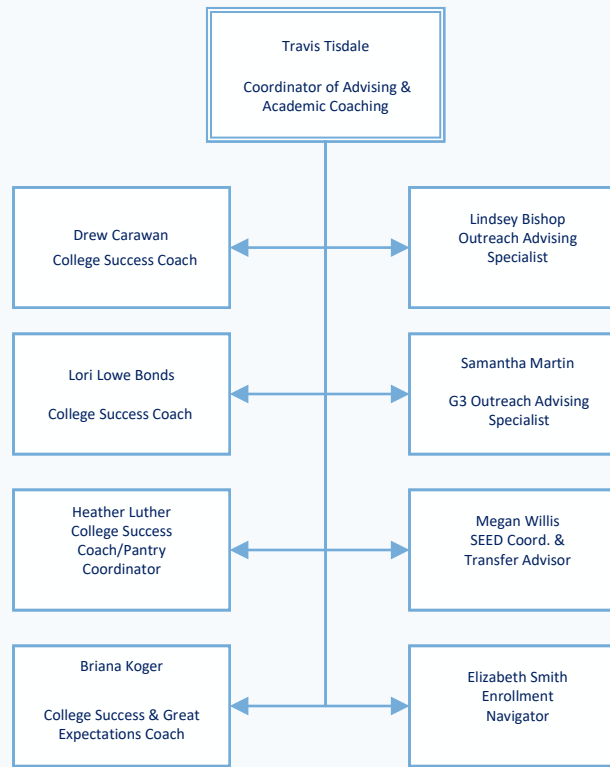 Travis Tisdale
Coordinator of Advising &
Academic Coaching
Drew Carawan
College Success Coach
Lindsey Bishop
Outreach Advising
Specialist
Lori Lowe Bonds
College Success Coach
Samantha Martin
G3 Outreach Advising
Specialist
Heather Luther
College Success
Coach/Pantry
Coordinator
Megan Willis
SEED Coord. &
Transfer Advisor
Briana Koger
College Success & Great
Expectations Coach
Elizabeth Smith
Enrollment
Navigator